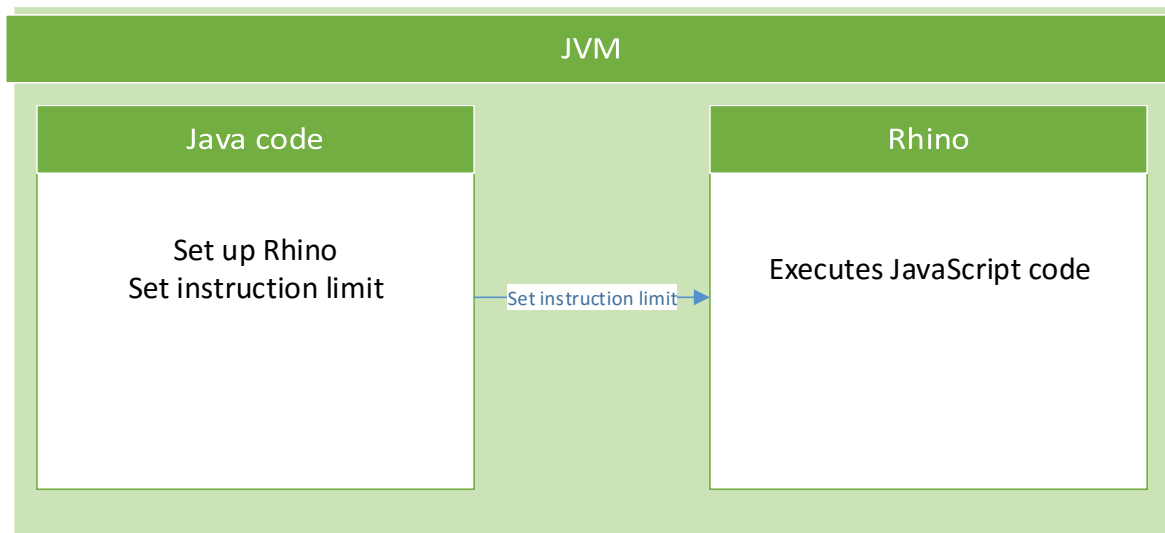 JVM
Java code
Set up Rhino
Set instruction limit
Set instruction limit
Rhino
Executes JavaScript code